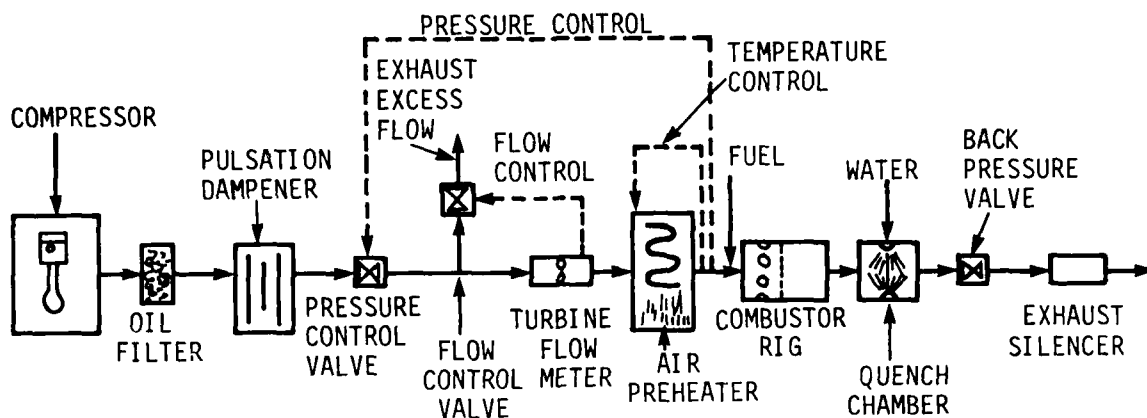 PRESSURE CONTROL
EXHAUST
EXCESS
FLOW
TEMPERATURE
CONTROL
COMPRESSOR
PULSATION
DAMPENER
FLOW
CONTROL
FUEL
WATER
BACK
PRESSURE
VALVE
OIL
FILTER
PRESSURE
CONTROL
VALVE
FLOW
CONTROL
VALVE
TURBINE
FLOW
METER
AIR
PREHEATER
COMBUSTOR
RIG
QUENCH
CHAMBER
EXHAUST
SILENCER